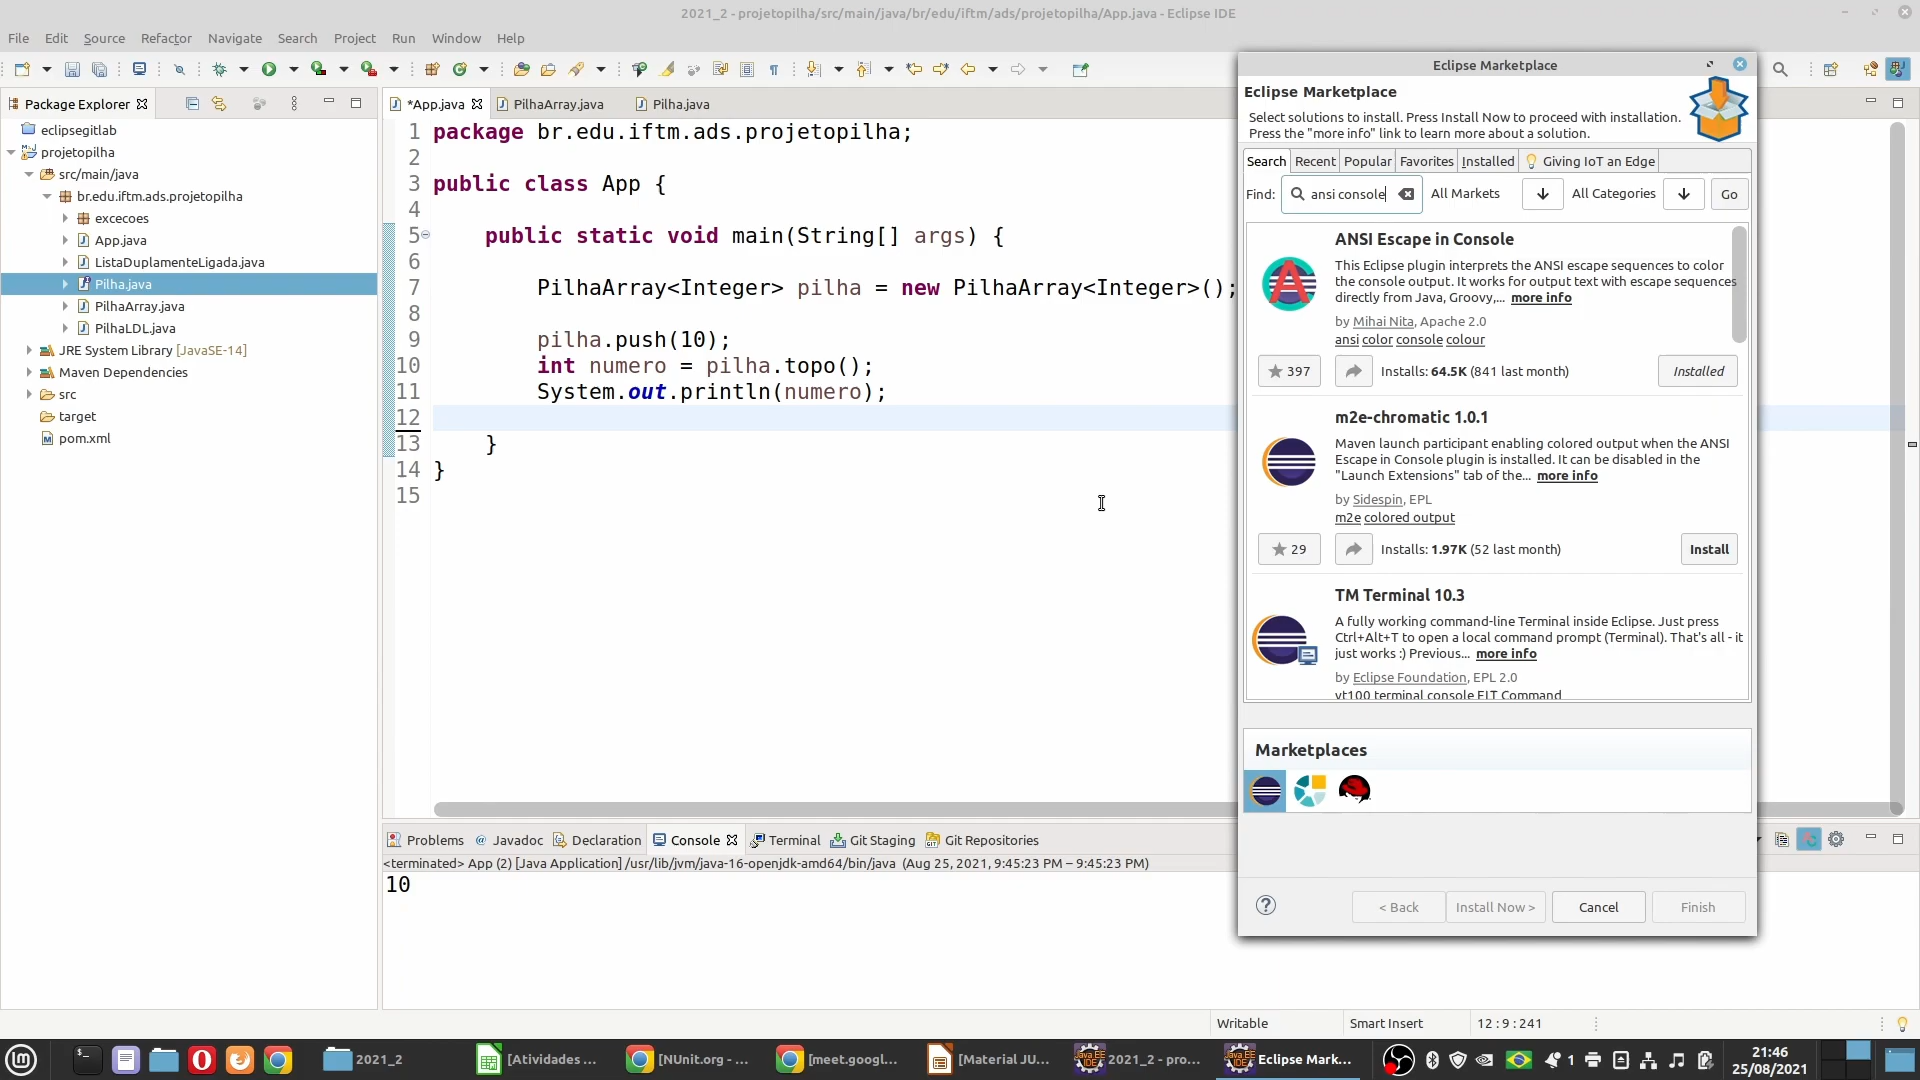 2021_2 - projetopilha/src/main/java/br/edu/iftm/ads/projetopilha/App.java - Eclipse IDE
File Edit Source Refactor Navigate Search Project Run Window Help
Package Explorer
eclipsegitlab
projetopilha
src/main/java
br.edu.iftm.ads.projetopilha
excecoes
App.java
ListaDuplamenteLigada.java
Pilha.java
PilhaArray.java
PilhaLDL.java
JRE System Library [JavaSE-14]
Maven Dependencies
src
target
pom.xml
*App.java PilhaArray.java Pilha.java
1 package br.edu.iftm.ads.projetopilha;
2
3 public class App {
4
5 public static void main(String[] args) {
6
7 PilhaArray<Integer> pilha = new PilhaArray<Integer>();
8
9 pilha.push(10);
10 int numero = pilha.topo();
11 System.out.println(numero);
12
13 }
14 }
15
Problems Javadoc Declaration Console Terminal Git Staging Git Repositories
<terminated> App (2) [Java Application] /usr/lib/jvm/java-16-openjdk-amd64/bin/java (Aug 25, 2021, 9:45:23 PM – 9:45:23 PM)
10
Eclipse Marketplace
Eclipse Marketplace
Select solutions to install. Press Install Now to proceed with installation.
Press the "more info" link to learn more about a solution.
Search Recent Popular Favorites Installed Giving IoT an Edge
Find: ansi console All Markets All Categories Go
ANSI Escape in Console
This Eclipse plugin interprets the ANSI escape sequences to color
the console output. It works for output text with escape sequences
directly from Java, Groovy,... more info
by Mihai Nita, Apache 2.0
ansi color console colour
397 Installs: 64.5K (841 last month) Installed
m2e-chromatic 1.0.1
Maven launch participant enabling colored output when the ANSI
Escape in Console plugin is installed. It can be disabled in the
"Launch Extensions" tab of the... more info
by Sidespin, EPL
m2e colored output
29 Installs: 1.97K (52 last month) Install
TM Terminal 10.3
A fully working command-line Terminal inside Eclipse. Just press
Ctrl+Alt+T to open a local command prompt (Terminal). That's all - it
just works :) Previous... more info
by Eclipse Foundation, EPL 2.0
vt100 terminal console EIT Command
Marketplaces
< Back Install Now > Cancel Finish
Writable Smart Insert 12 : 9 : 241
2021_2 [Atividades ... [NUnit.org - ... [meet.googl... [Material JU... 2021_2 - pro... Eclipse Mark... 1 21:46
25/08/2021